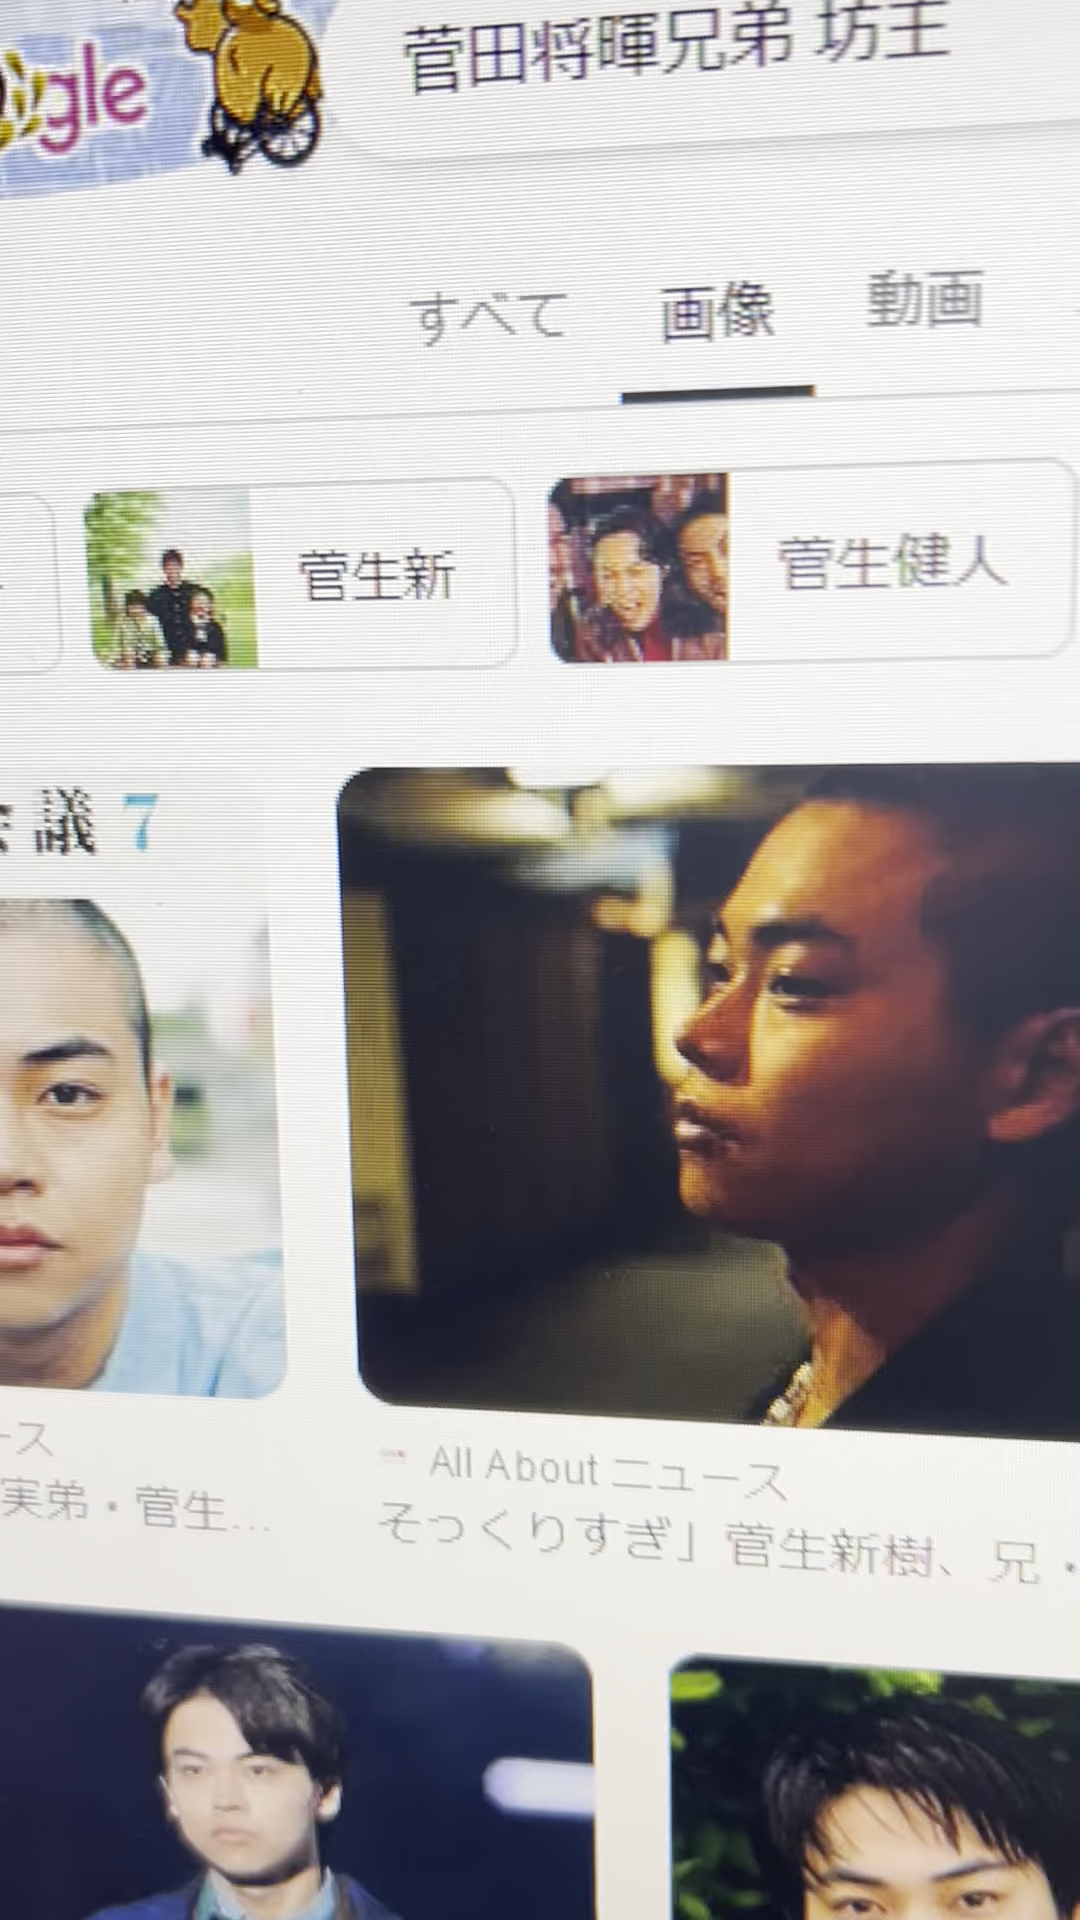 gle
菅田将暉兄弟 坊主
すべて 画像 動画
菅生新 菅生健人
議 7
ース
実弟・菅生...
All About ニュース
そっくりすぎ」菅生新樹、兄・